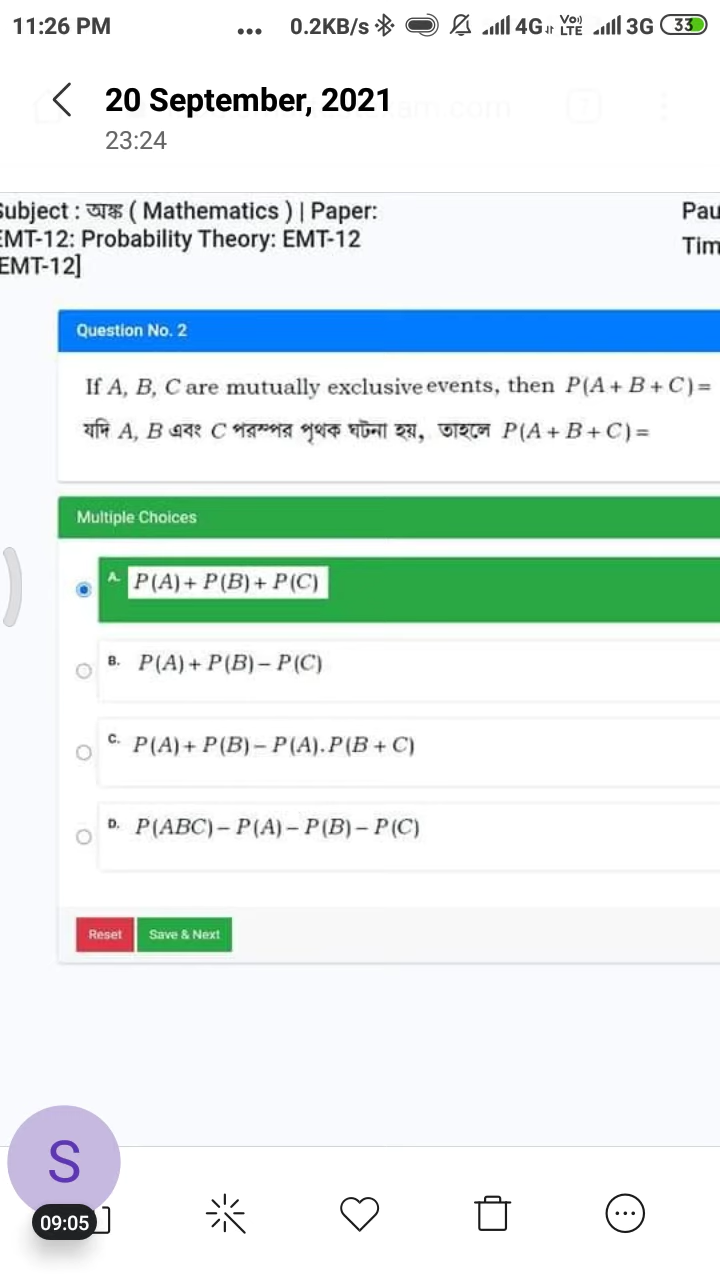 11:26 PM ... 0.2KB/s 4G Vo) LTE 3G 33
20 September, 2021
23:24
Subject : অঙ্ক ( Mathematics ) | Paper:
EMT-12: Probability Theory: EMT-12
EMT-12]
Pau
Tim
Question No. 2
If A, B, C are mutually exclusive events, then P(A + B + C) =
যদি A, B এবং C পরস্পর পৃথক ঘটনা হয়, তাহলে P(A + B + C) =
Multiple Choices
A. P(A) + P(B) + P(C)
B. P(A) + P(B) – P(C)
C. P(A) + P(B) – P(A).P(B + C)
D. P(ABC) – P(A) – P(B) – P(C)
Reset Save & Next
S
09:05